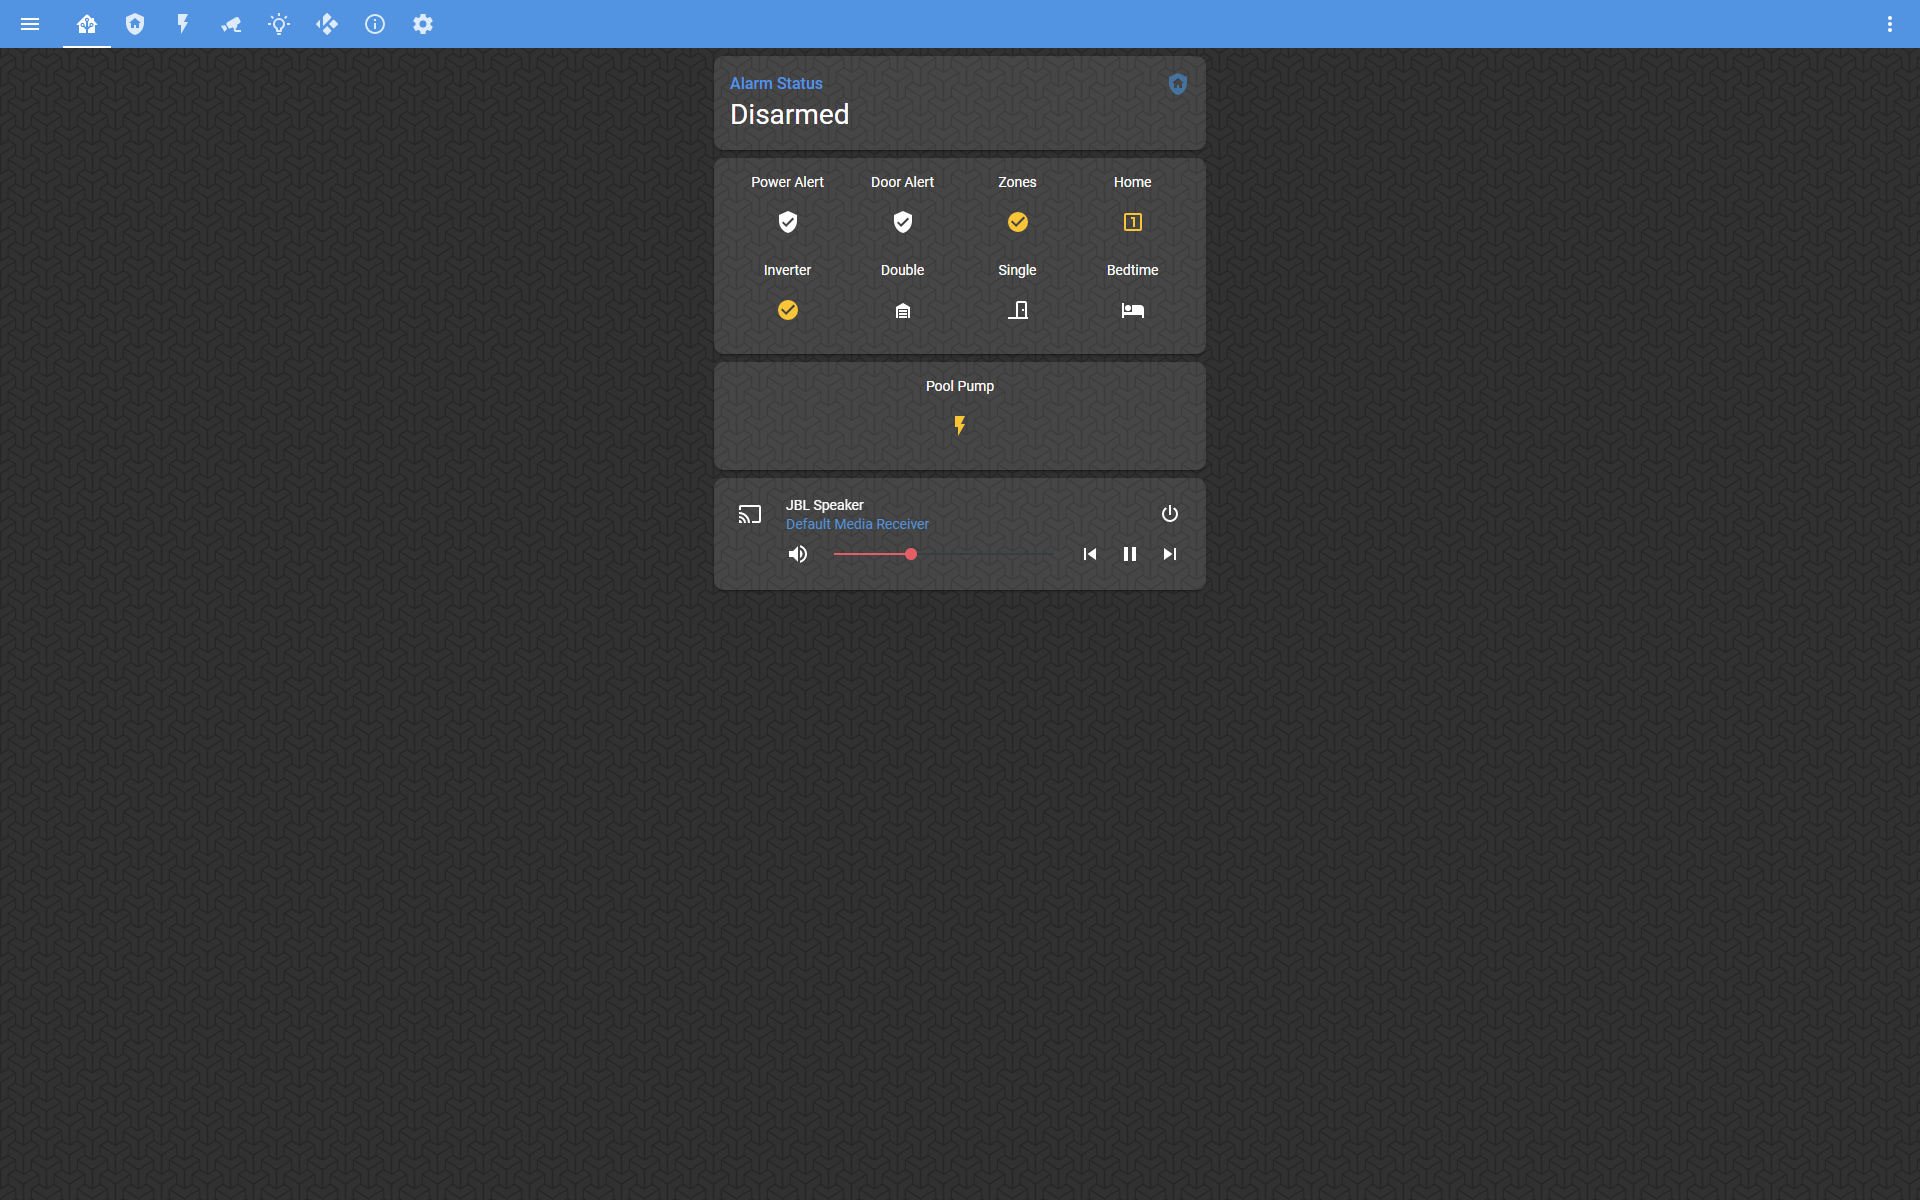 Alarm Status
Disarmed
Power Alert Door Alert Zones Home
Inverter Double Single Bedtime
Pool Pump
JBL Speaker
Default Media Receiver